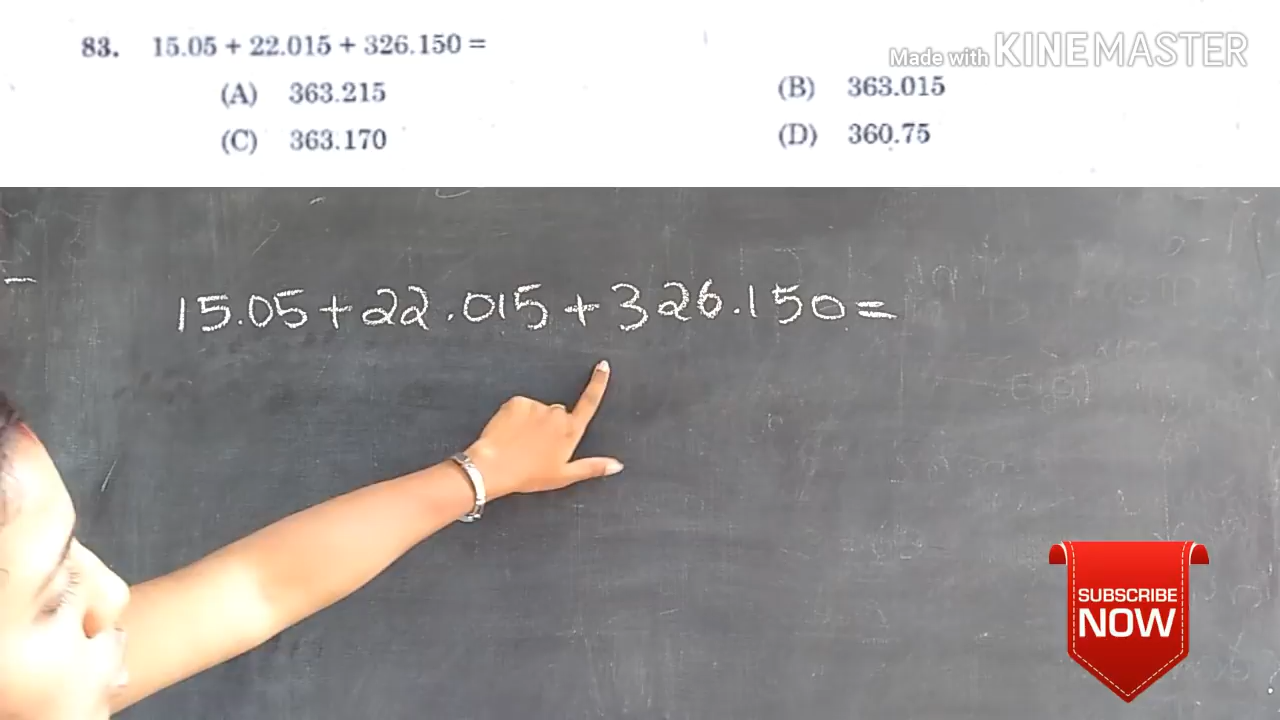 83. 15.05 + 22.015 + 326.150 =
Made with KINEMASTER
(A) 363.215
(B) 363.015
(C) 363.170
(D) 360.75
15.05+22.015+326.150=
SUBSCRIBE
NOW